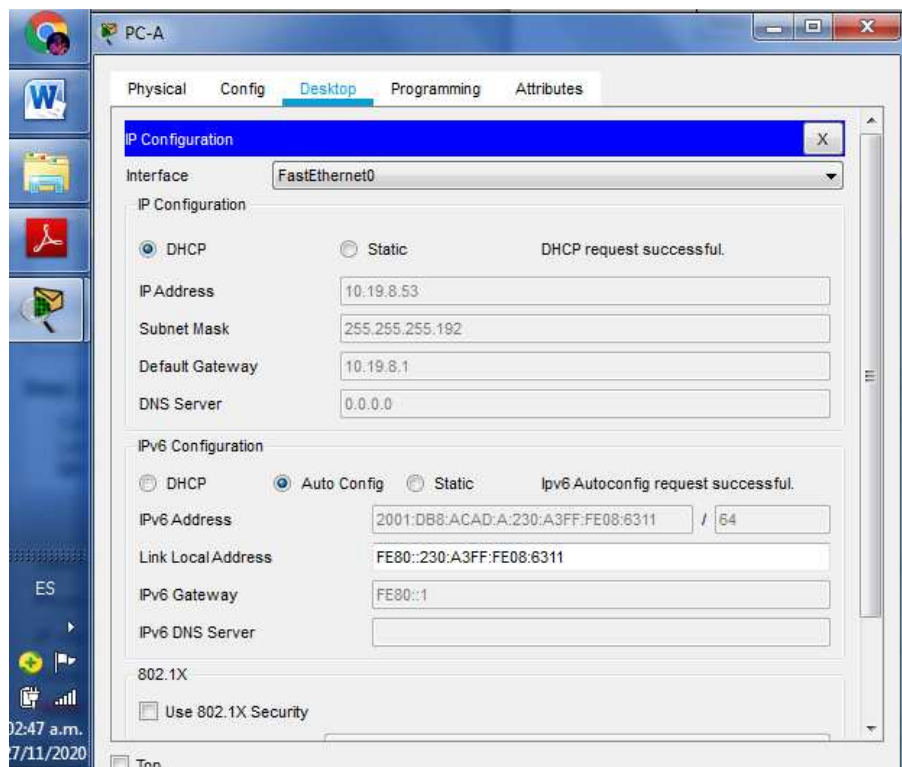 PC-A
Physical Config Desktop Programming Attributes
IP Configuration X
Interface FastEthernet0
IP Configuration
DHCP Static DHCP request successful.
IP Address 10.19.8.53
Subnet Mask 255.255.255.192
Default Gateway 10.19.8.1
DNS Server 0.0.0.0
IPv6 Configuration
DHCP Auto Config Static Ipv6 Autoconfig request successful.
IPv6 Address 2001:DB8:ACAD:A:230:A3FF:FE08:6311 / 64
Link Local Address FE80::230:A3FF:FE08:6311
IPv6 Gateway FE80::1
IPv6 DNS Server
802.1X
Use 802.1X Security
Top
W
ES
02:47 a.m.
7/11/2020